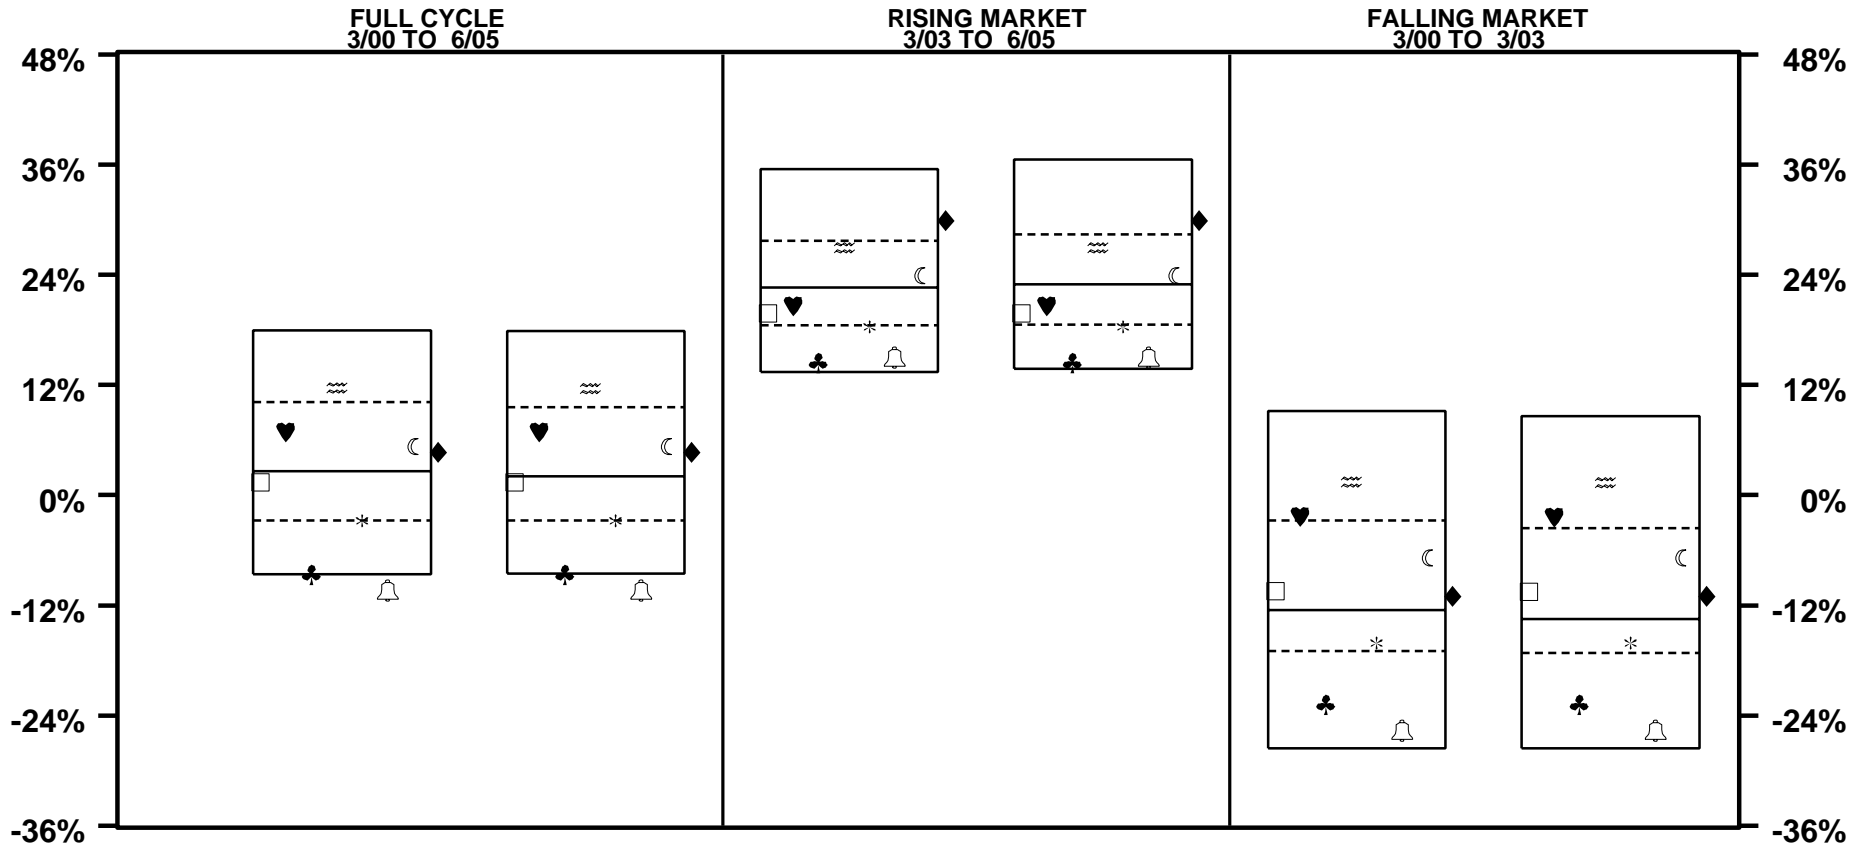 FULL CYCLE
3/00 TO 6/05
RISING MARKET
3/03 TO 6/05
FALLING MARKET
3/00 TO 3/03
48% 48%
36% 36%
24% 24%
12% 12%
0% 0%
-12% -12%
-24% -24%
-36% -36%